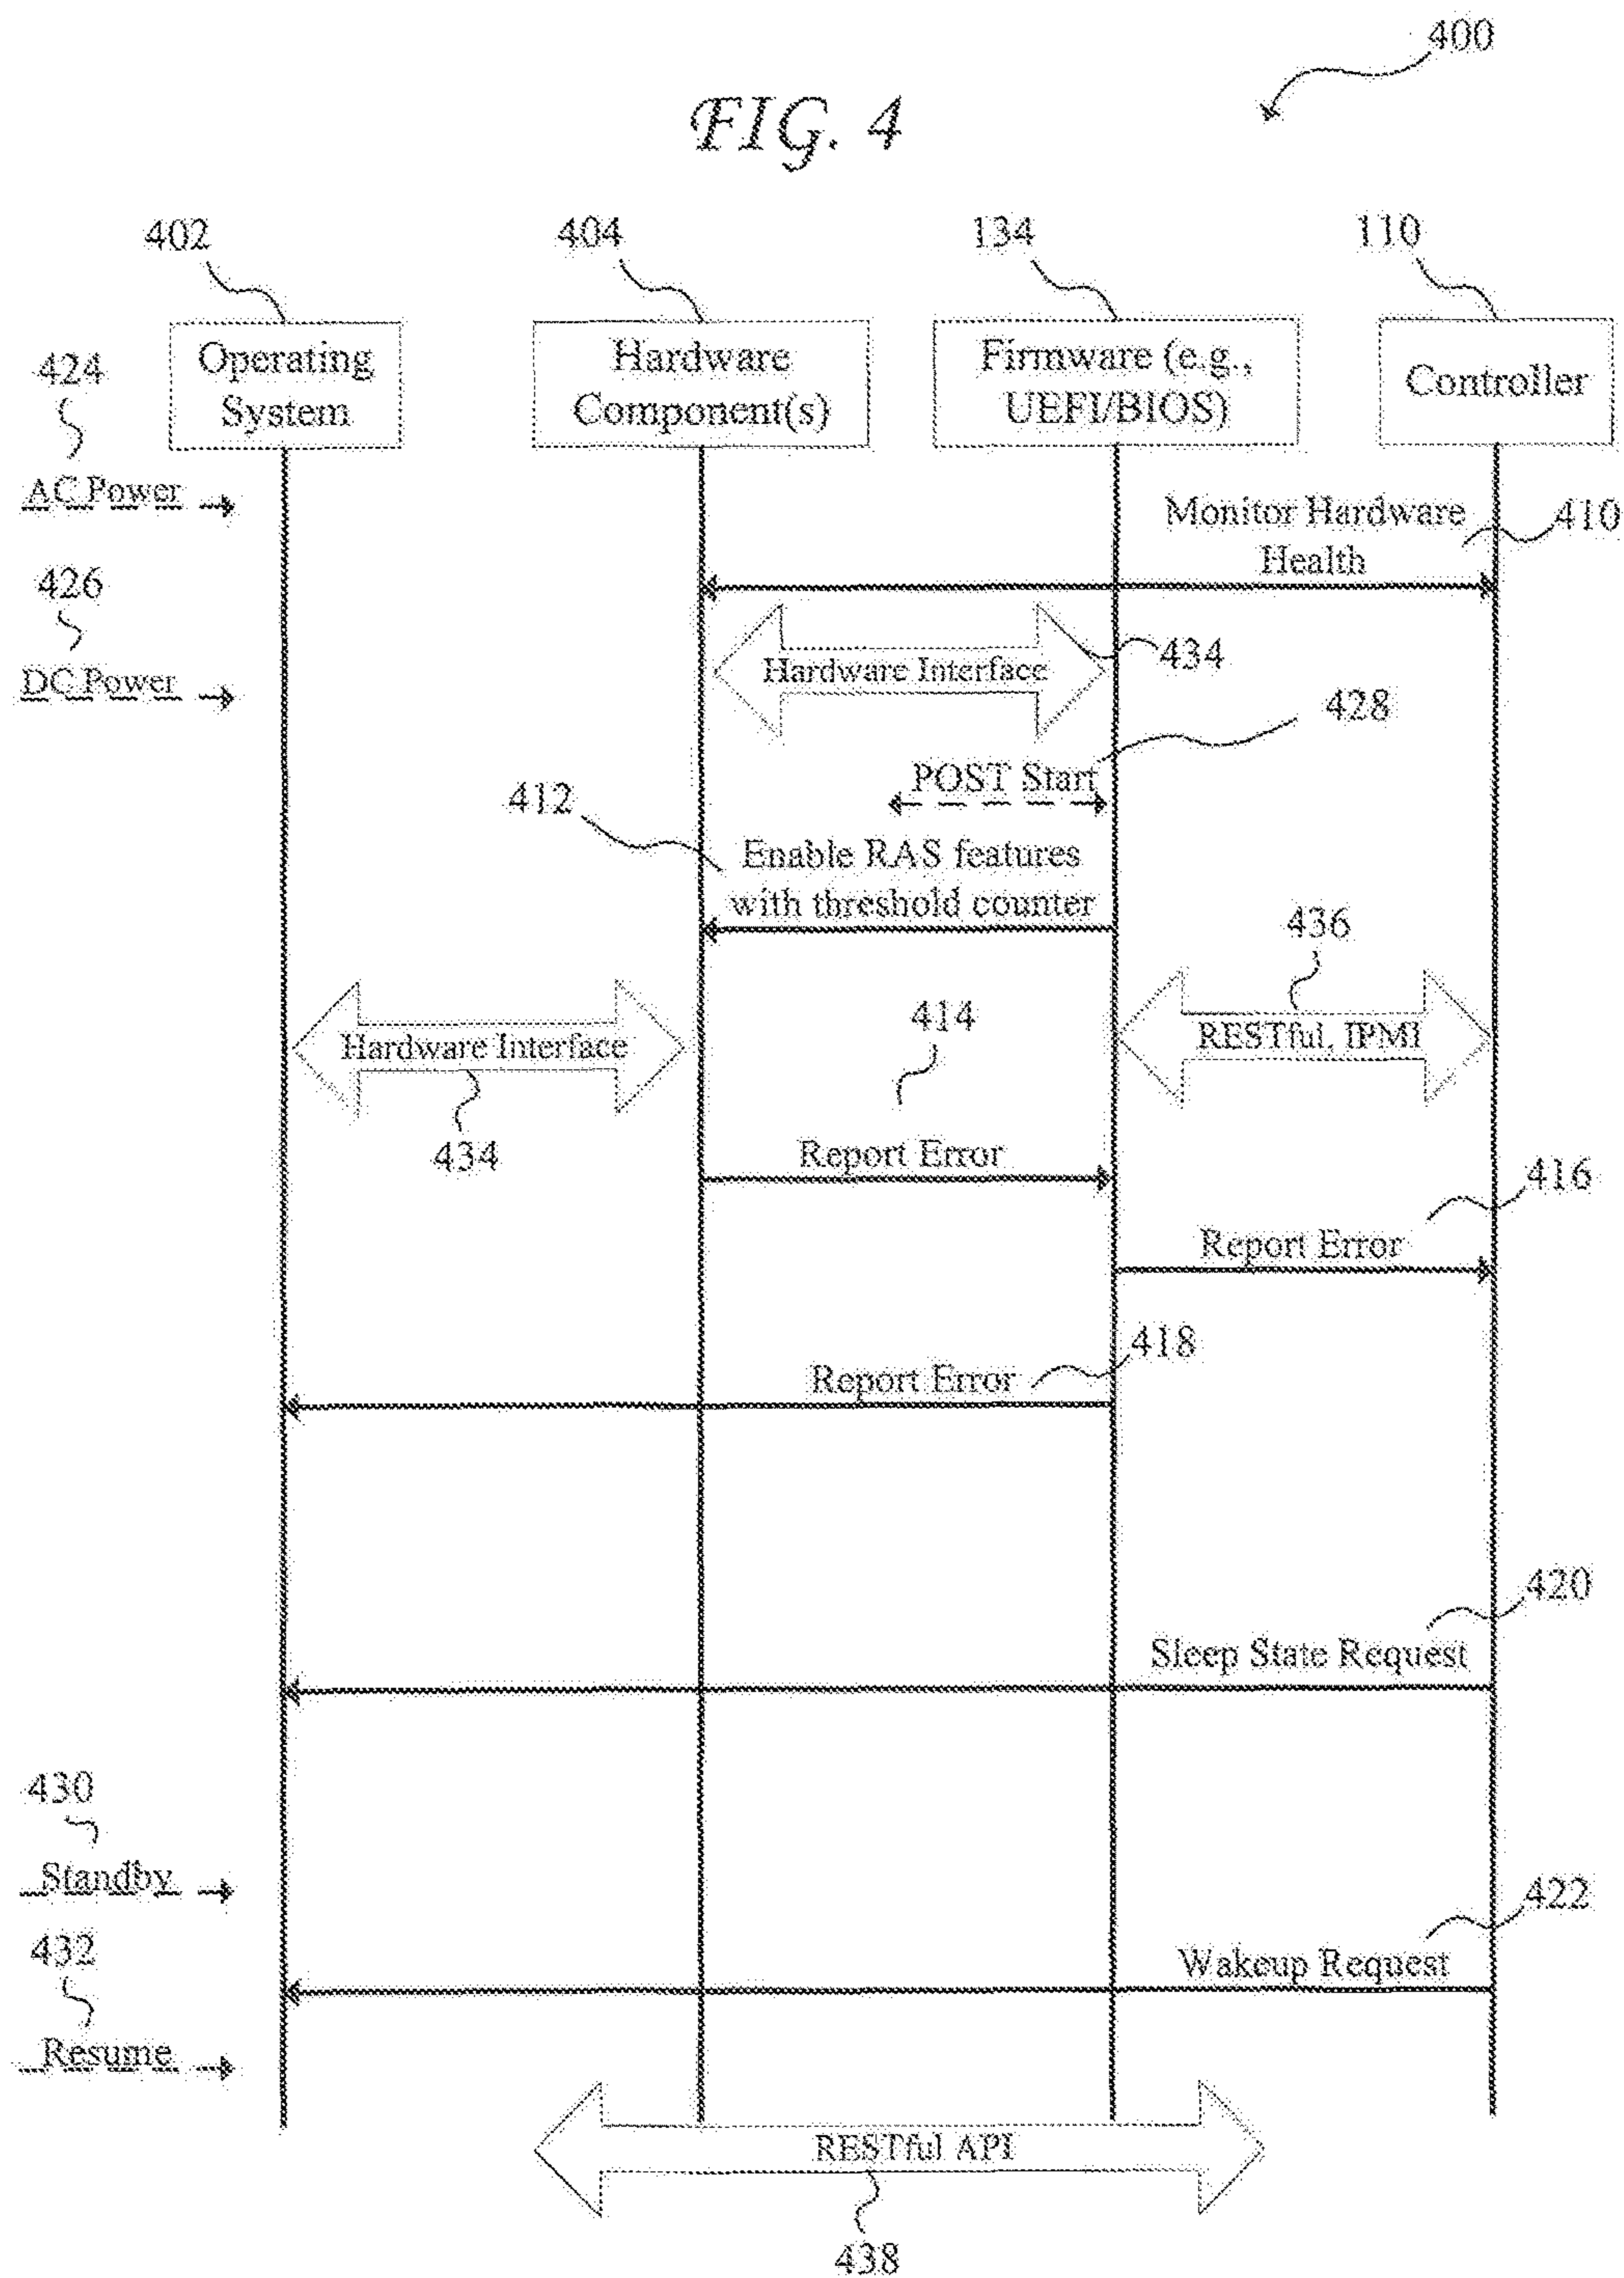 400
FIG. 4
402
404
134
110
Operating
System
Hardware
Component(s)
Firmware (e.g.,
UEFI/BIOS)
Controller
424
AC Power
Monitor Hardware
Health
410
426
DC Power
Hardware Interface
434
428
POST Start
412
Enable RAS features
with threshold counter
436
414
Hardware Interface
RESTful, IPMI
434
Report Error
416
Report Error
418
Report Error
420
Sleep State Request
430
Standby
422
432
Wakeup Request
Resume
RESTful API
438